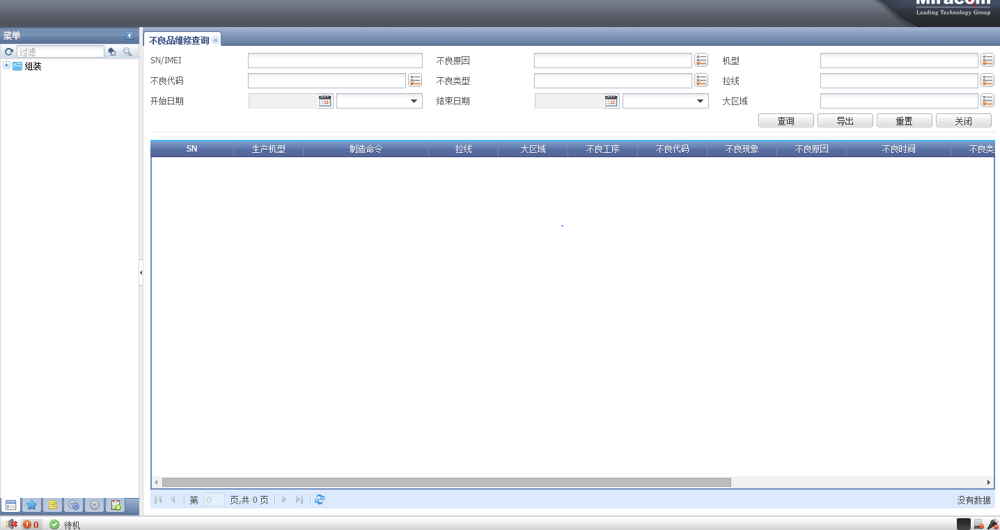 Miracom
Leading Technology Group
菜单
不良品维修查询
过滤
组装
SN/IMEI
不良原因
机型
不良代码
不良类型
拉线
开始日期
结束日期
大区域
查询 导出 重置 关闭
SN 生产机型 制造命令 拉线 大区域 不良工序 不良代码 不良现象 不良原因 不良时间 不良类
第 0 页,共 0 页
没有数据
0 待机